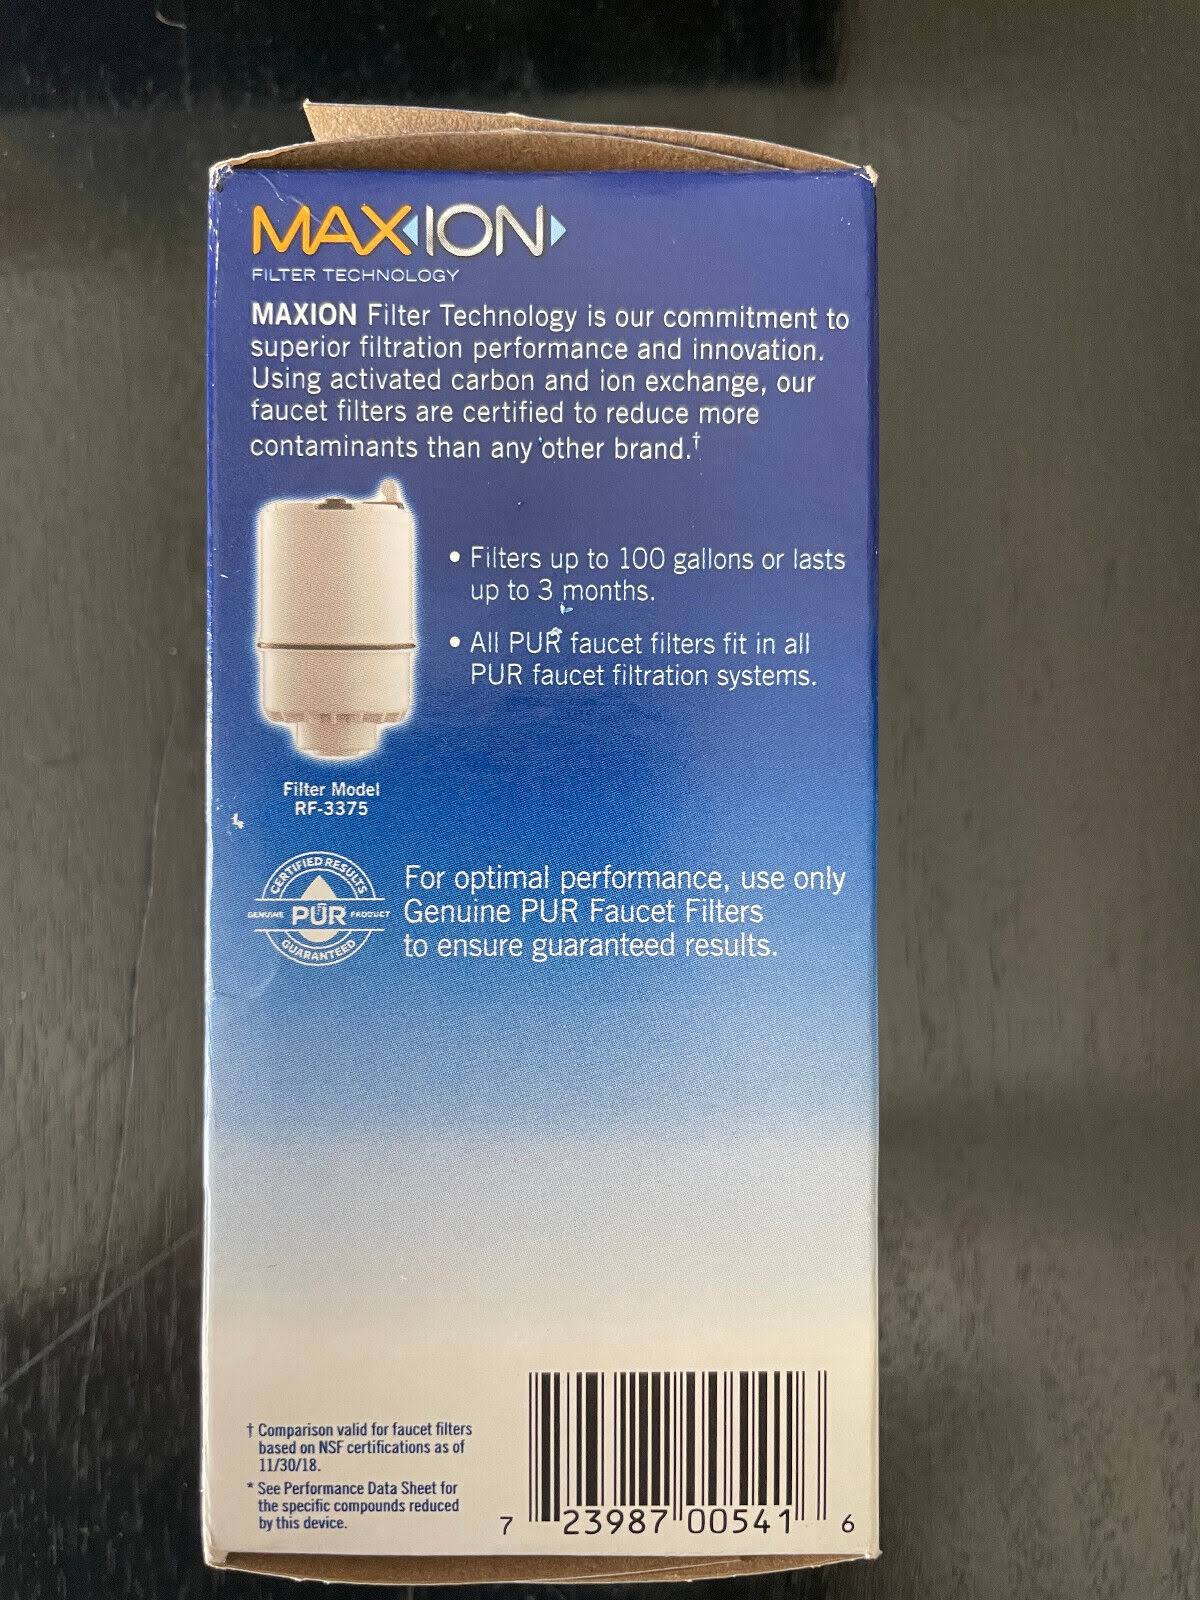 MAXION
FILTER TECHNOLOGY
MAXION Filter Technology is our commitment to
superior filtration performance and innovation.
Using activated carbon and ion exchange, our
faucet filters are certified to reduce more
contaminants than any other brand.†
• Filters up to 100 gallons or lasts
up to 3 months.
• All PUR faucet filters fit in all
PUR faucet filtration systems.
Filter Model
RF-3375
CERTIFIED RESULTS
GENUINE PŪR PRODUCT
GUARANTEED
For optimal performance, use only
Genuine PUR Faucet Filters
to ensure guaranteed results.
† Comparison valid for faucet filters
based on NSF certifications as of
11/30/18.
* See Performance Data Sheet for
the specific compounds reduced
by this device.
7 23987 00541 6